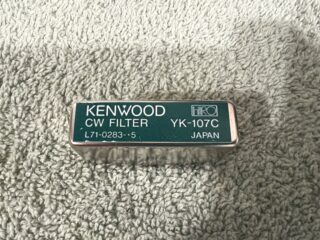 KENWOOD
CW FILTER YK-107C
L71-0283-05 JAPAN